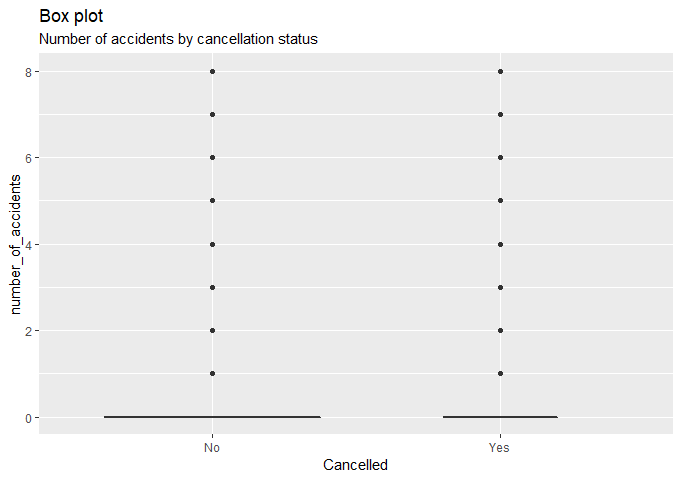 Box plot
Number of accidents by cancellation status
8
6
4
2
0
number_of_accidents
No Yes
Cancelled